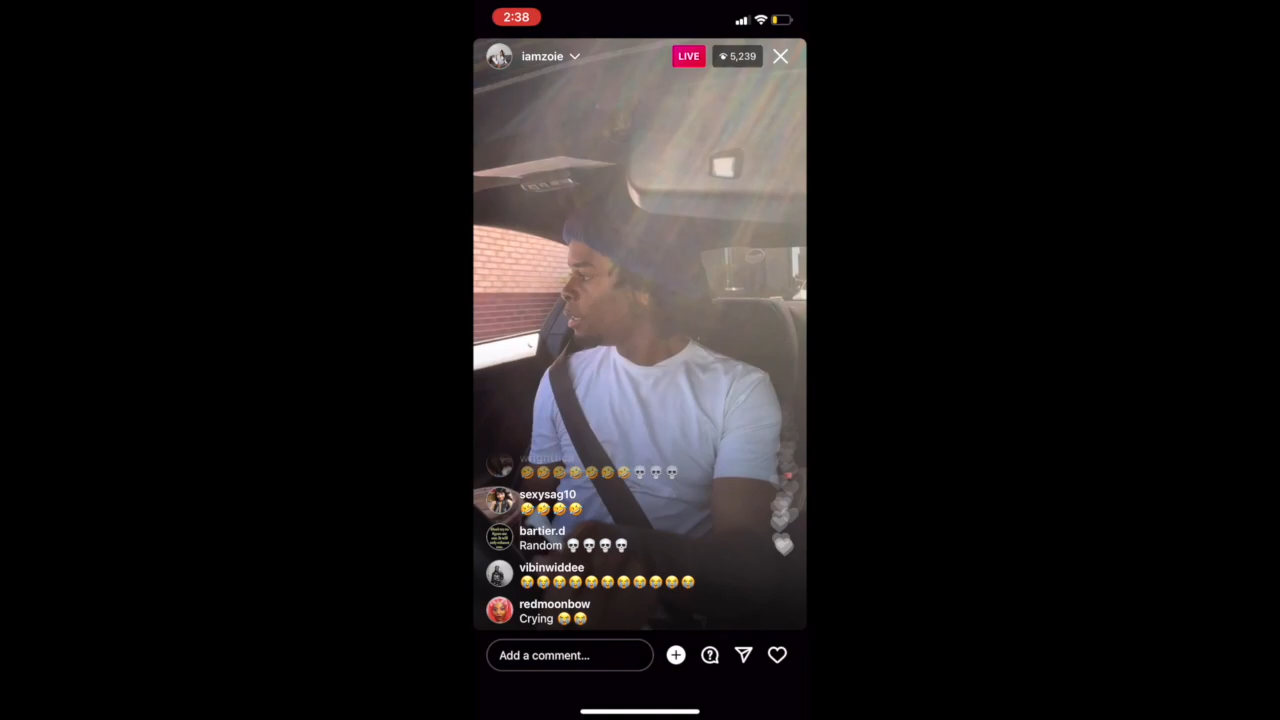 2:38
iamzoie
LIVE
5,239
🤣🤣🤣🤣🤣🤣🤣💀💀💀
sexysag10
🤣🤣🤣🤣
bartier.d
Random 💀💀💀💀
vibinwiddee
😭😭😭😭😭😭😭😭😭😭😭
redmoonbow
Crying 😭😭
Add a comment...